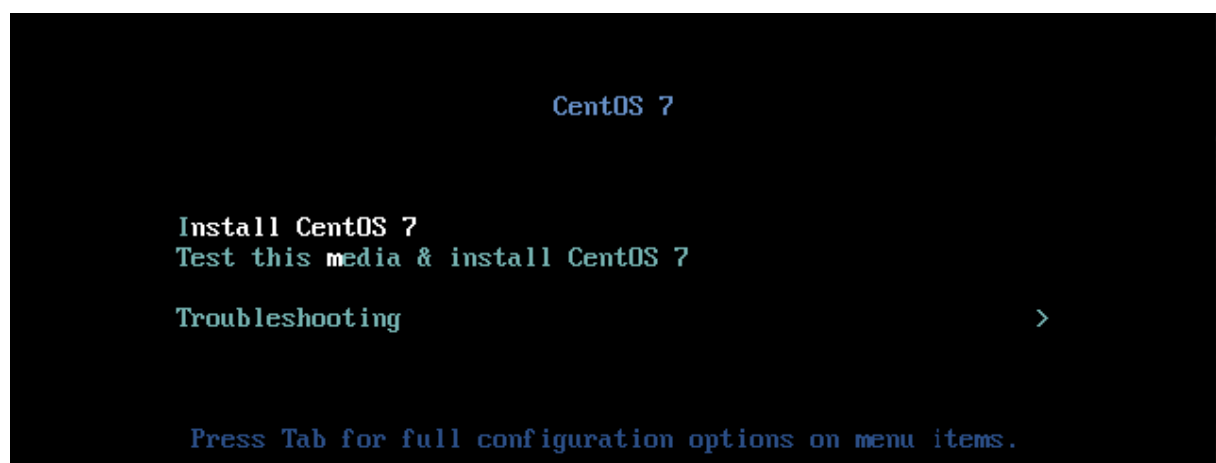 CentOS 7
Install CentOS 7
Test this media & install CentOS 7
Troubleshooting >
Press Tab for full configuration options on menu items.